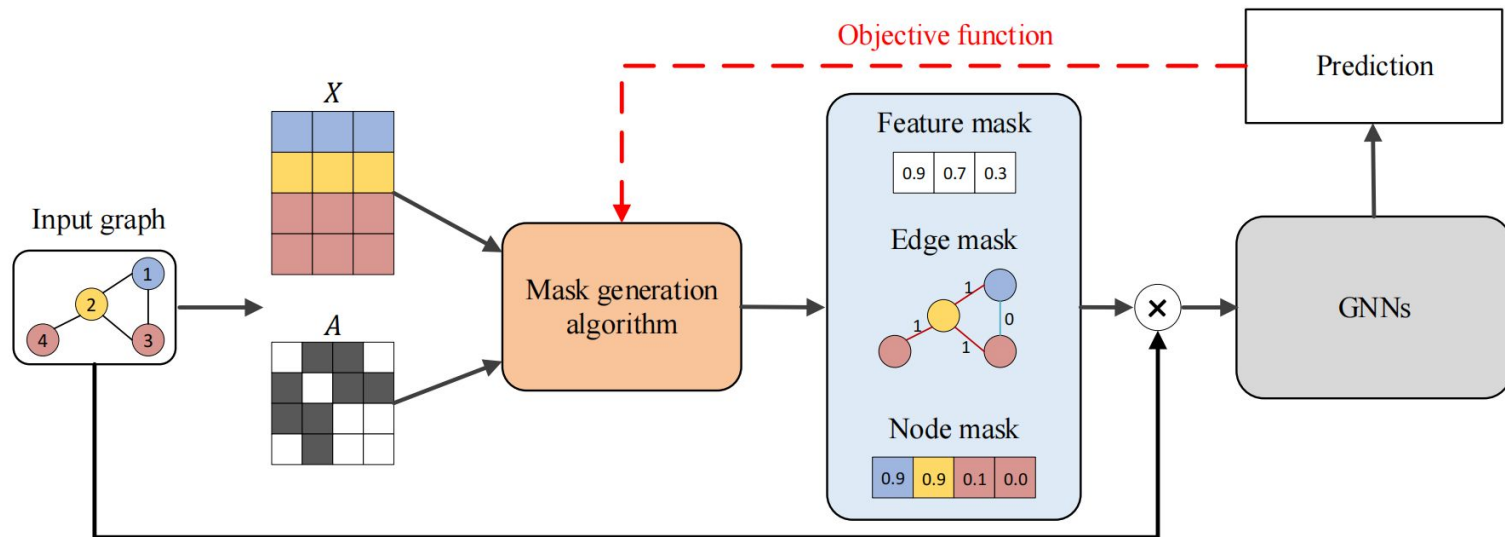 Objective function
Prediction
X
Feature mask
0.9 0.7 0.3
Input graph
1
2
4
3
Mask generation
algorithm
Edge mask
1
0
1
1
×
GNNs
A
Node mask
0.9 0.9 0.1 0.0